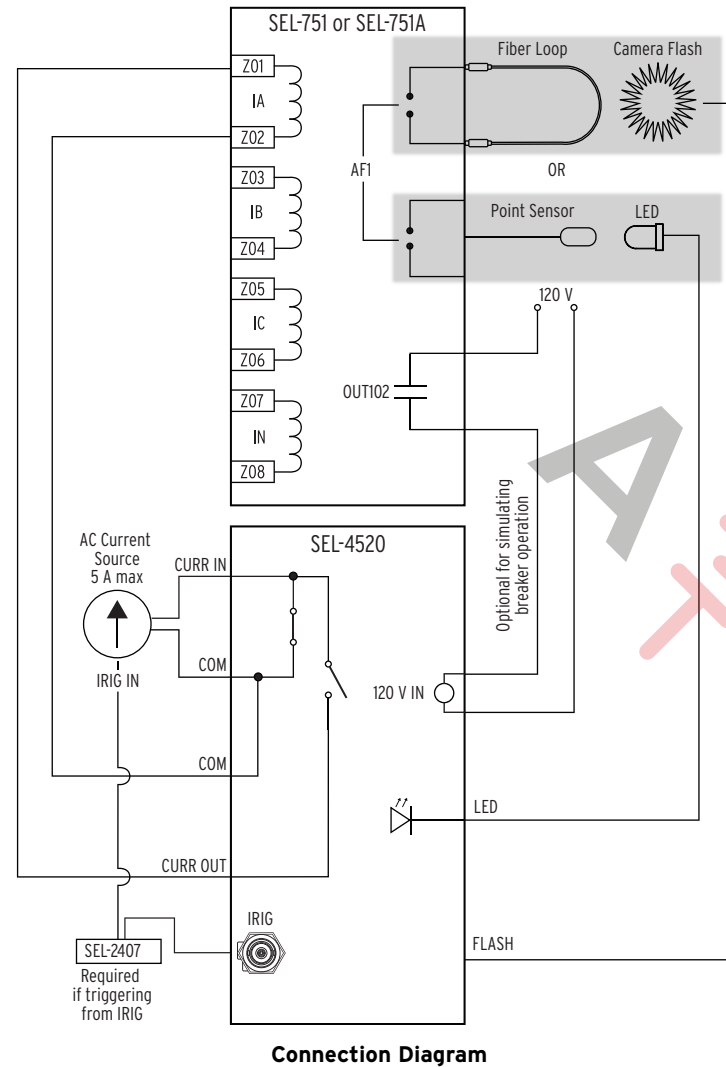 SEL-751 or SEL-751A
Fiber Loop
Camera Flash
Z01
IA
Z02
AF1
OR
Z03
IB
Z04
Point Sensor
LED
Z05
IC
Z06
120 V
OUT102
Z07
IN
Z08
Optional for simulating
breaker operation
AC Current
Source
5 A max
SEL-4520
CURR IN
COM
IRIG IN
120 V IN
COM
LED
CURR OUT
IRIG
SEL-2407
FLASH
Required
if triggering
from IRIG
Connection Diagram
A